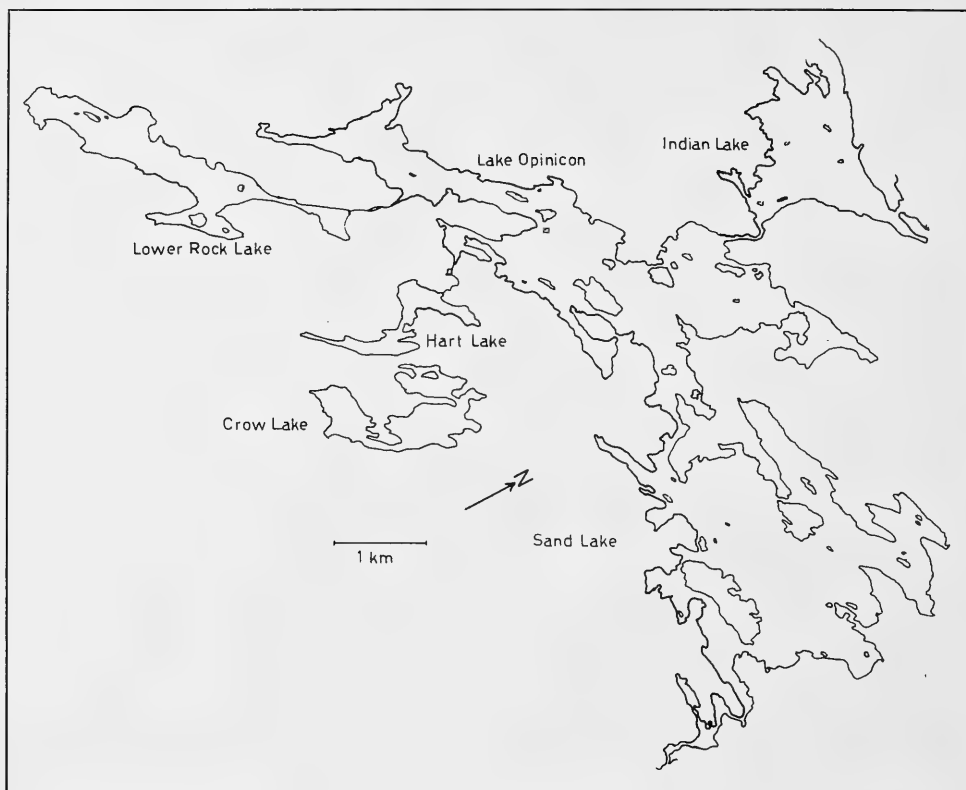 Indian Lake
Lake Opinicon
Lower Rock Lake
Hart Lake
Crow Lake
N
Sand Lake
1 km